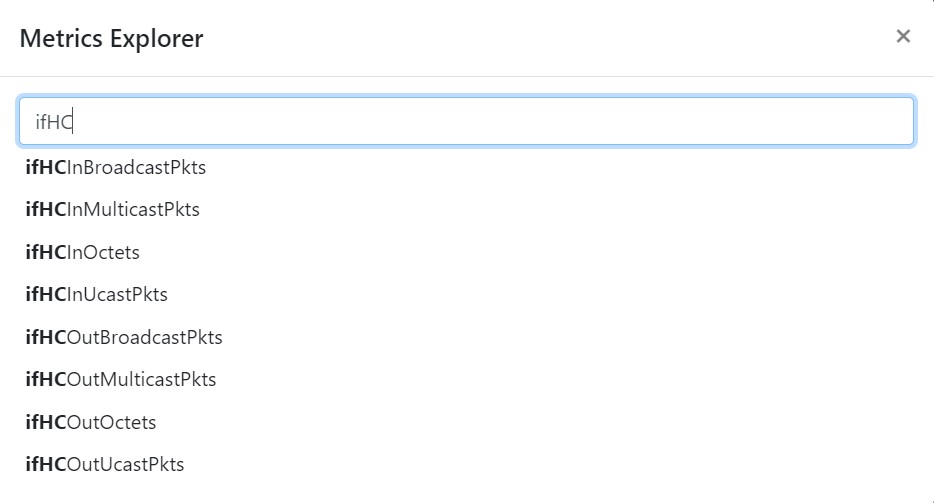 Metrics Explorer
ifHC
ifHCInBroadcastPkts
ifHCInMulticastPkts
ifHCInOctets
ifHCInUcastPkts
ifHCOutBroadcastPkts
ifHCOutMulticastPkts
ifHCOutOctets
ifHCOutUcastPkts